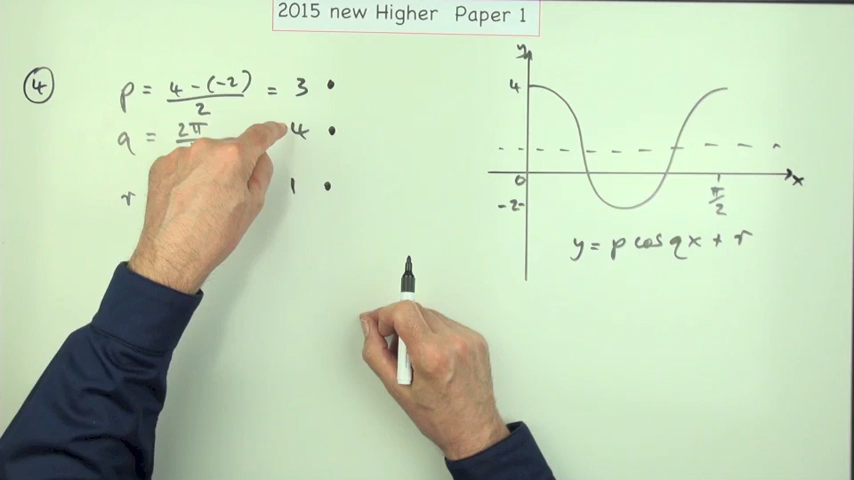 2015 new Higher Paper 1
4
p = 4 - (-2) / 2 = 3 •
q = 2π 4 •
r 1 •
y
4
0
-2
π/2
x
y = p cos qx + r